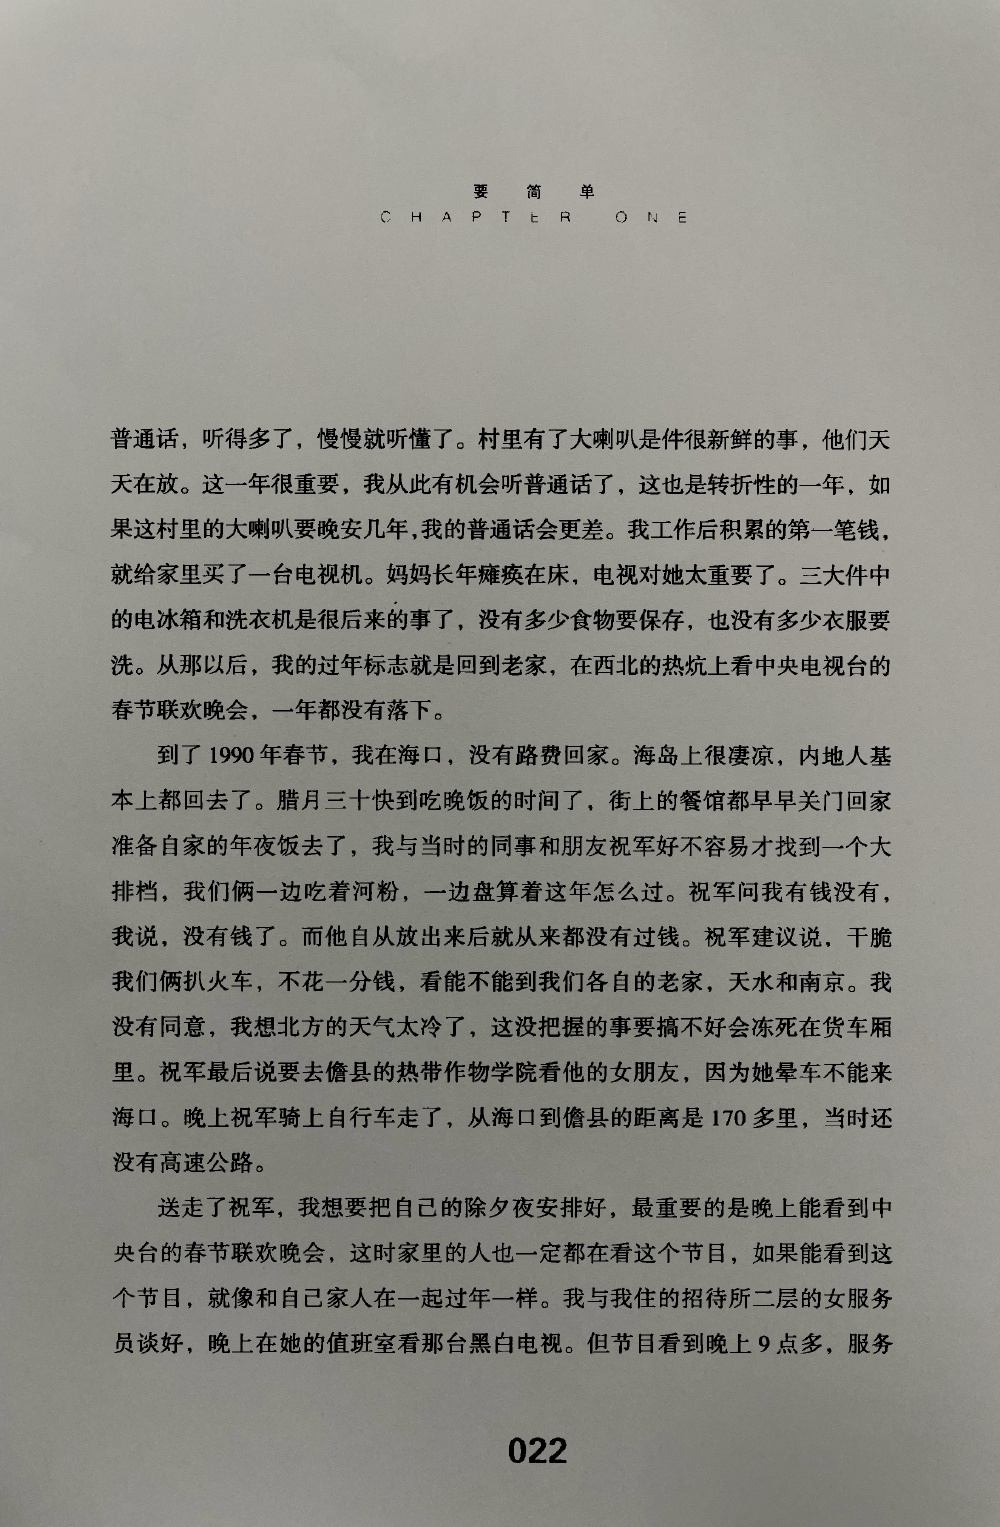 要简单
CHAPTER ONE
普通话，听得多了，慢慢就听懂了。村里有了大喇叭是件很新鲜的事，他们天
天在放。这一年很重要，我从此有机会听普通话了，这也是转折性的一年，如
果这村里的大喇叭要晚安几年，我的普通话会更差。我工作后积累的第一笔钱，
就给家里买了一台电视机。妈妈长年瘫痪在床，电视对她太重要了。三大件中
的电冰箱和洗衣机是很后来的事了，没有多少食物要保存，也没有多少衣服要
洗。从那以后，我的过年标志就是回到老家，在西北的热炕上看中央电视台的
春节联欢晚会，一年都没有落下。
到了1990年春节，我在海口，没有路费回家。海岛上很凄凉，内地人基
本上都回去了。腊月三十快到吃晚饭的时间了，街上的餐馆都早早关门回家
准备自家的年夜饭去了，我与当时的同事和朋友祝军好不容易才找到一个大
排档，我们俩一边吃着河粉，一边盘算着这年怎么过。祝军问我有钱没有，
我说，没有钱了。而他自从放出来后就从来都没有过钱。祝军建议说，干脆
我们俩扒火车，不花一分钱，看能不能到我们各自的老家，天水和南京。我
没有同意，我想北方的天气太冷了，这没把握的事要搞不好会冻死在货车厢
里。祝军最后说要去儋县的热带作物学院看他的女朋友，因为她晕车不能来
海口。晚上祝军骑上自行车走了，从海口到儋县的距离是170多里，当时还
没有高速公路。
送走了祝军，我想要把自己的除夕夜安排好，最重要的是晚上能看到中
央台的春节联欢晚会，这时家里的人也一定都在看这个节目，如果能看到这
个节目，就像和自己家人在一起过年一样。我与我住的招待所二层的女服务
员谈好，晚上在她的值班室看那台黑白电视。但节目看到晚上9点多，服务
022